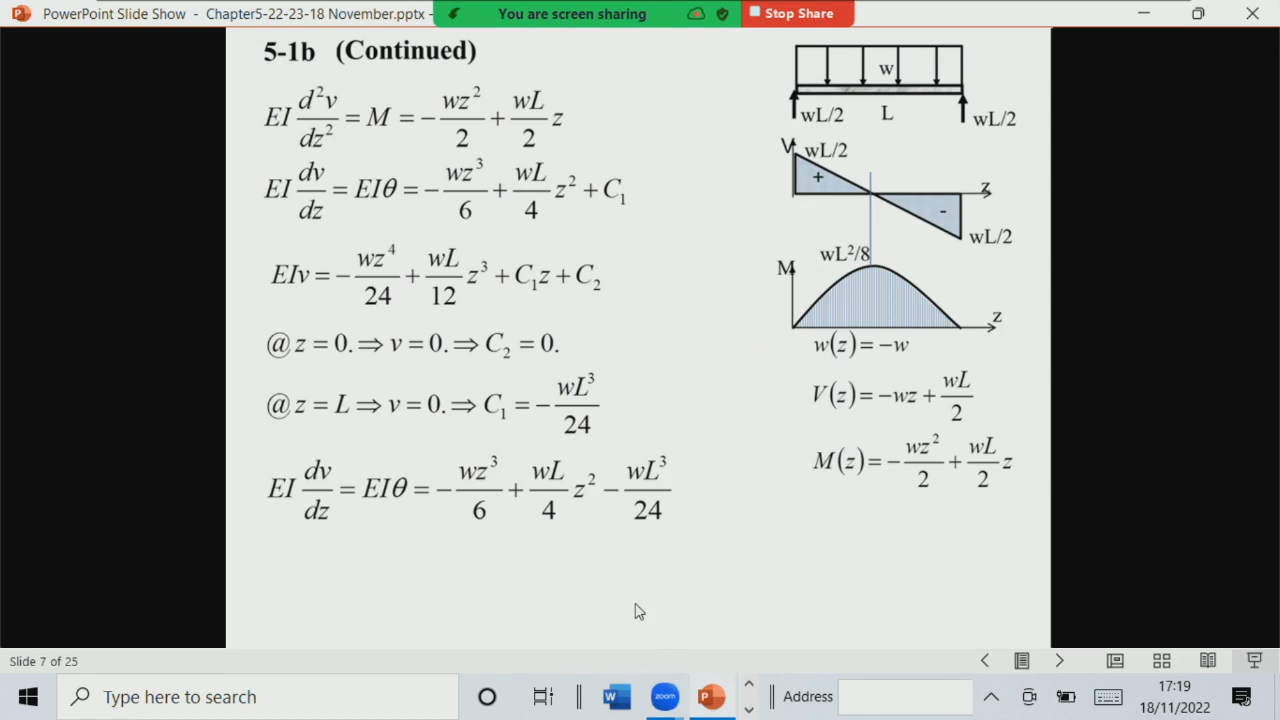 PowerPoint Slide Show - Chapter5-22-23-18 November.pptx -
You are screen sharing
Stop Share
5-1b (Continued)
EI d²v/dz² = M = -wz²/2 + wL/2 z
EI dv/dz = EIθ = -wz³/6 + wL/4 z² + C₁
EIv = -wz⁴/24 + wL/12 z³ + C₁z + C₂
@ z = 0. ⇒ v = 0. ⇒ C₂ = 0.
@ z = L ⇒ v = 0. ⇒ C₁ = -wL³/24
EI dv/dz = EIθ = -wz³/6 + wL/4 z² - wL³/24
w
wL/2 L wL/2
V wL/2
+ z
-
wL/2
wL²/8
M
z
w(z) = -w
V(z) = -wz + wL/2
M(z) = -wz²/2 + wL/2 z
Slide 7 of 25
Type here to search
W zoom P
Address
17:19
18/11/2022